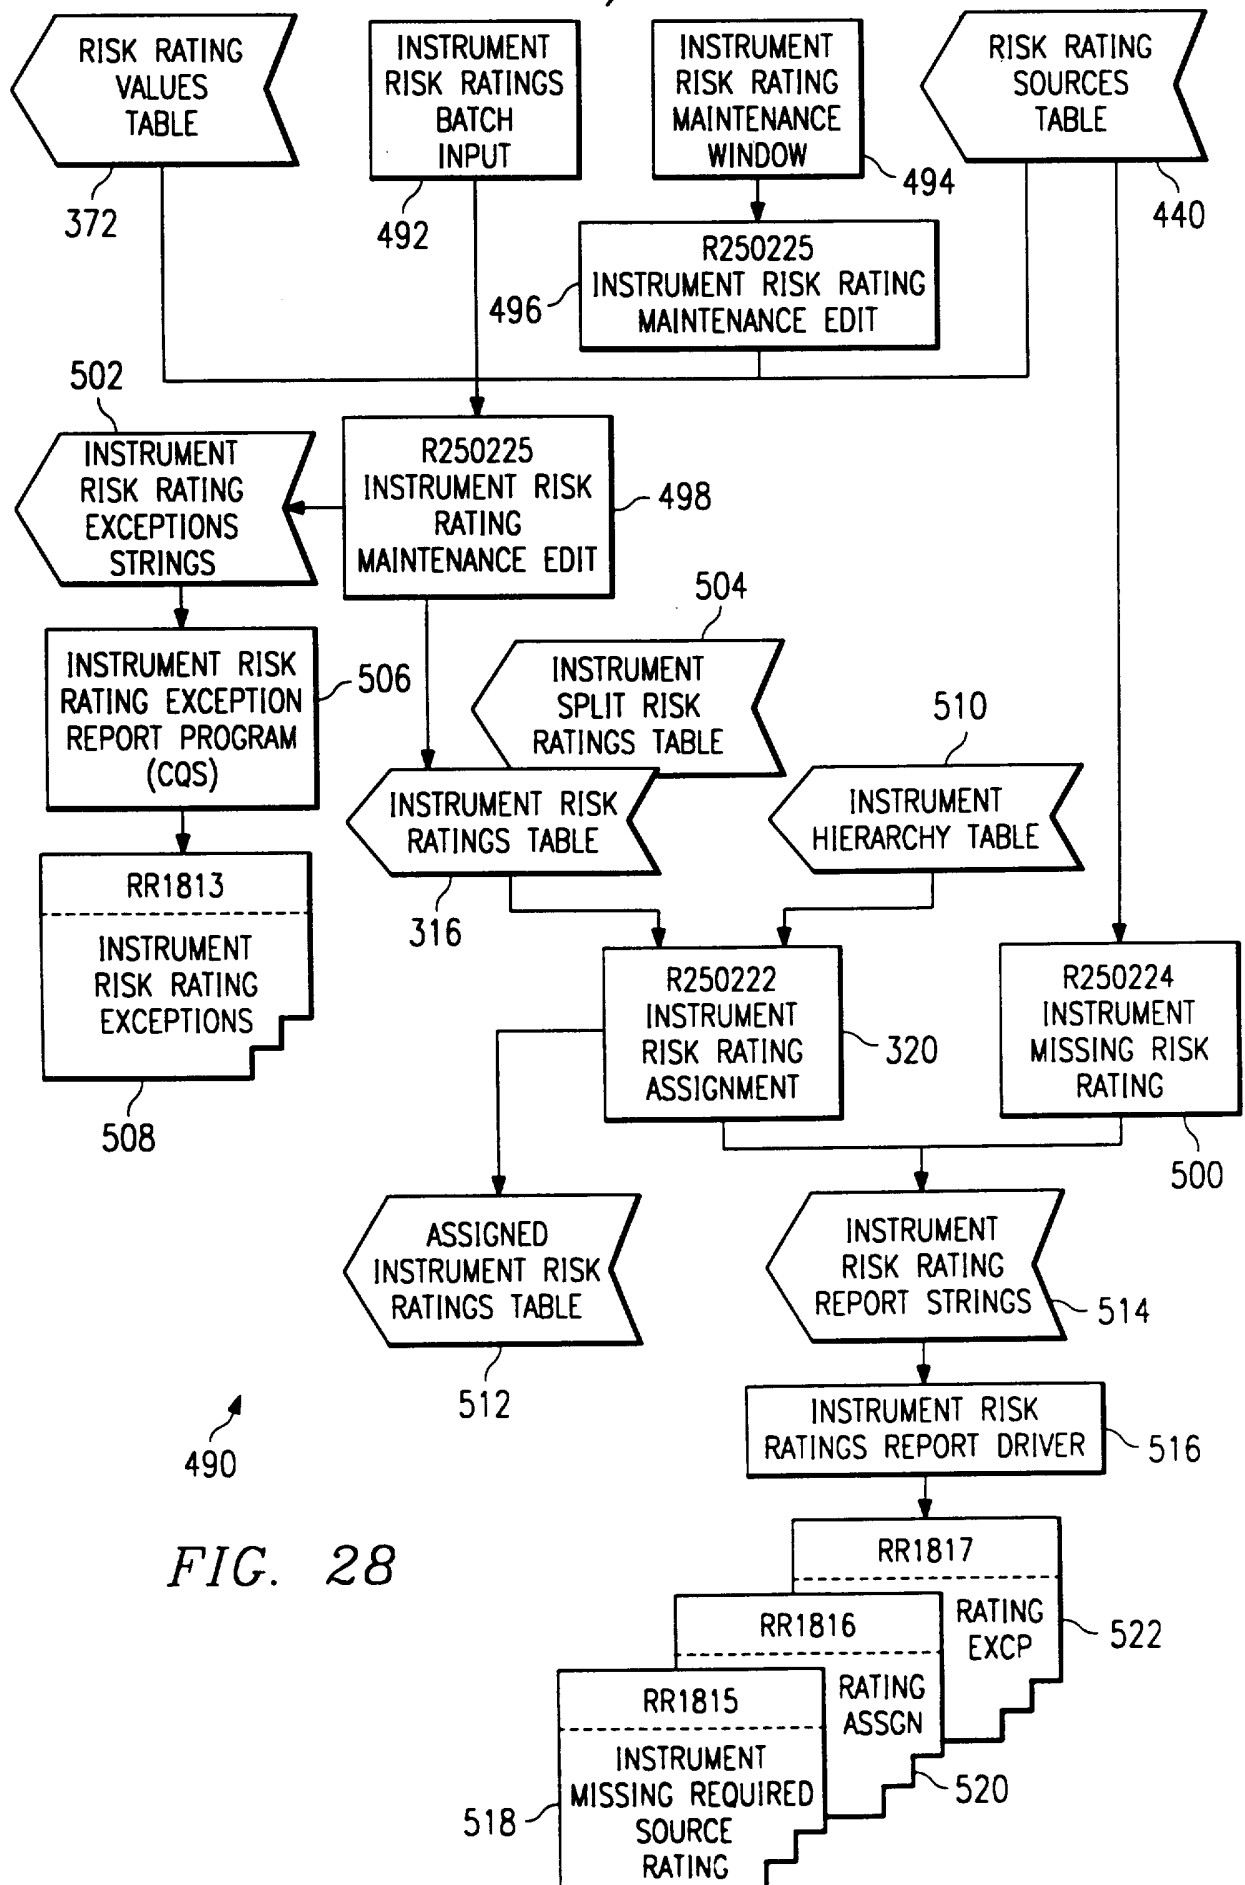 RISK RATING
VALUES
TABLE
372
INSTRUMENT
RISK RATINGS
BATCH
INPUT
492
INSTRUMENT
RISK RATING
MAINTENANCE
WINDOW
494
RISK RATING
SOURCES
TABLE
440
R250225
INSTRUMENT RISK RATING
MAINTENANCE EDIT
496
502
INSTRUMENT
RISK RATING
EXCEPTIONS
STRINGS
R250225
INSTRUMENT RISK
RATING
MAINTENANCE EDIT
498
504
INSTRUMENT
SPLIT RISK
RATINGS TABLE
INSTRUMENT RISK
RATING EXCEPTION
REPORT PROGRAM
(CQS)
506
INSTRUMENT RISK
RATINGS TABLE
316
510
INSTRUMENT
HIERARCHY TABLE
RR1813
INSTRUMENT
RISK RATING
EXCEPTIONS
508
R250222
INSTRUMENT
RISK RATING
ASSIGNMENT
320
R250224
INSTRUMENT
MISSING RISK
RATING
500
ASSIGNED
INSTRUMENT RISK
RATINGS TABLE
512
INSTRUMENT
RISK RATING
REPORT STRINGS
514
490
INSTRUMENT RISK
RATINGS REPORT DRIVER
516
FIG. 28
RR1817
RATING
EXCP
522
RR1816
RATING
ASSGN
520
RR1815
INSTRUMENT
MISSING REQUIRED
SOURCE
RATING
518